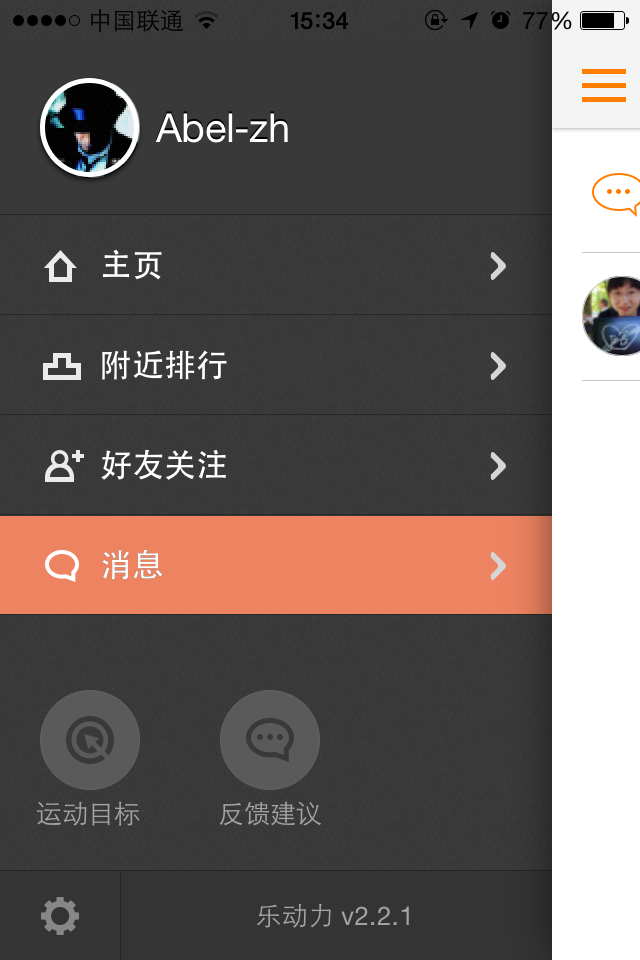 中国联通
15:34
77%
Abel-zh
主页
附近排行
好友关注
消息
运动目标
反馈建议
乐动力 v2.2.1